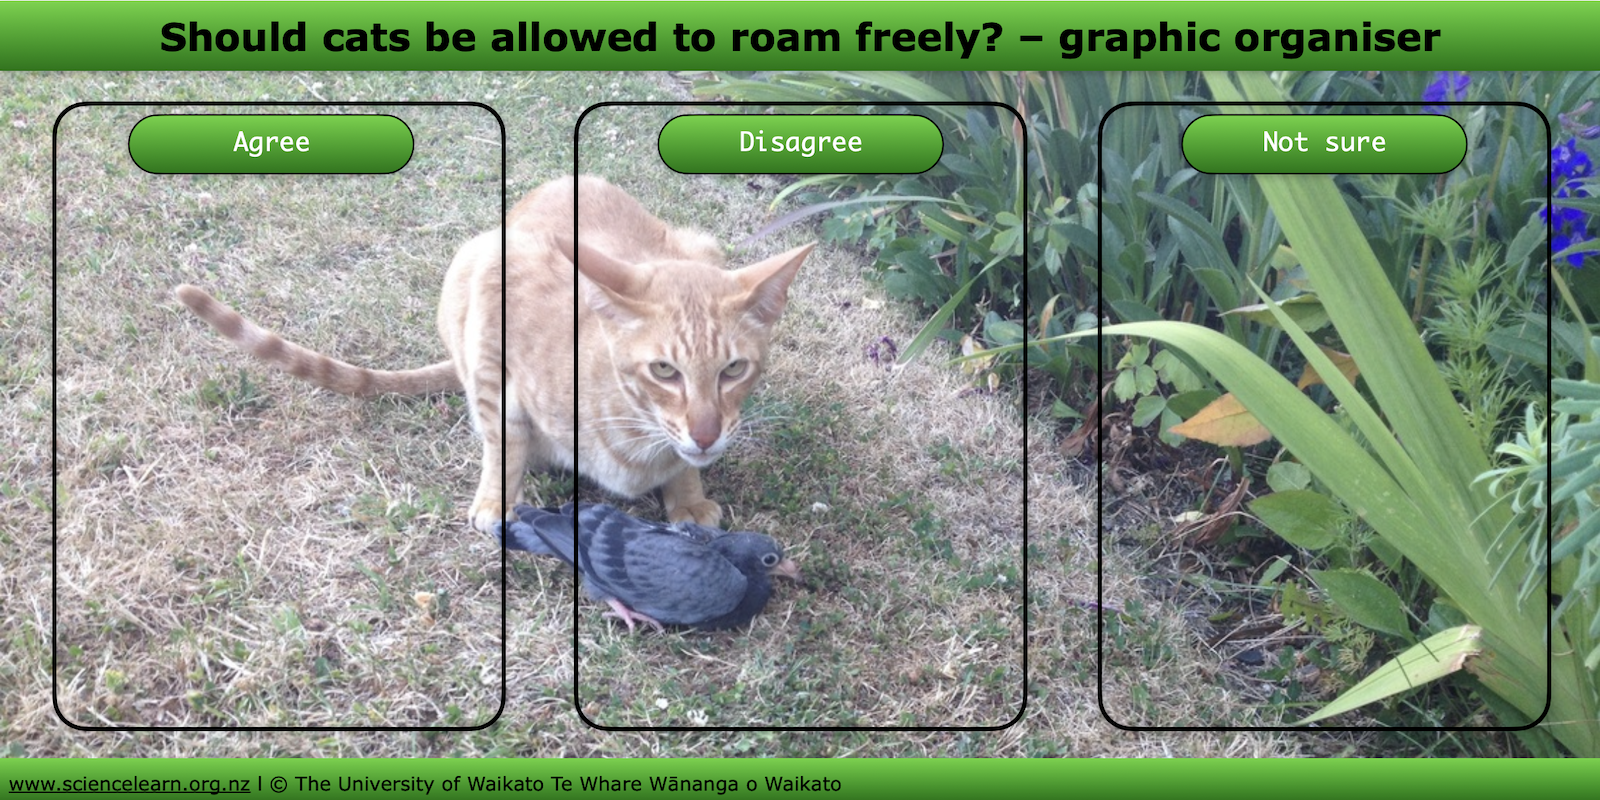 Should cats be allowed to roam freely? – graphic organiser
Agree
Disagree
Not sure
www.sciencelearn.org.nz I © The University of Waikato Te Whare Wānanga o Waikato